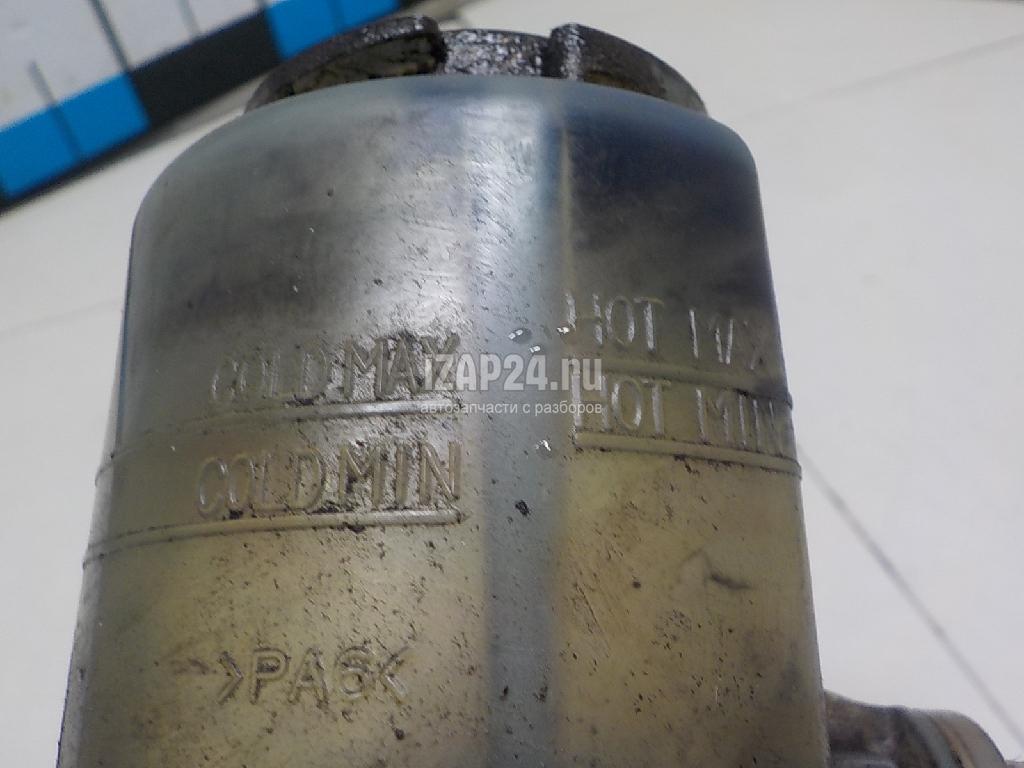 HOT MAX
COLD MAX
IZAP24.ru
автозапчасти с разборов
HOT MIN
COLD MIN
>PA6<